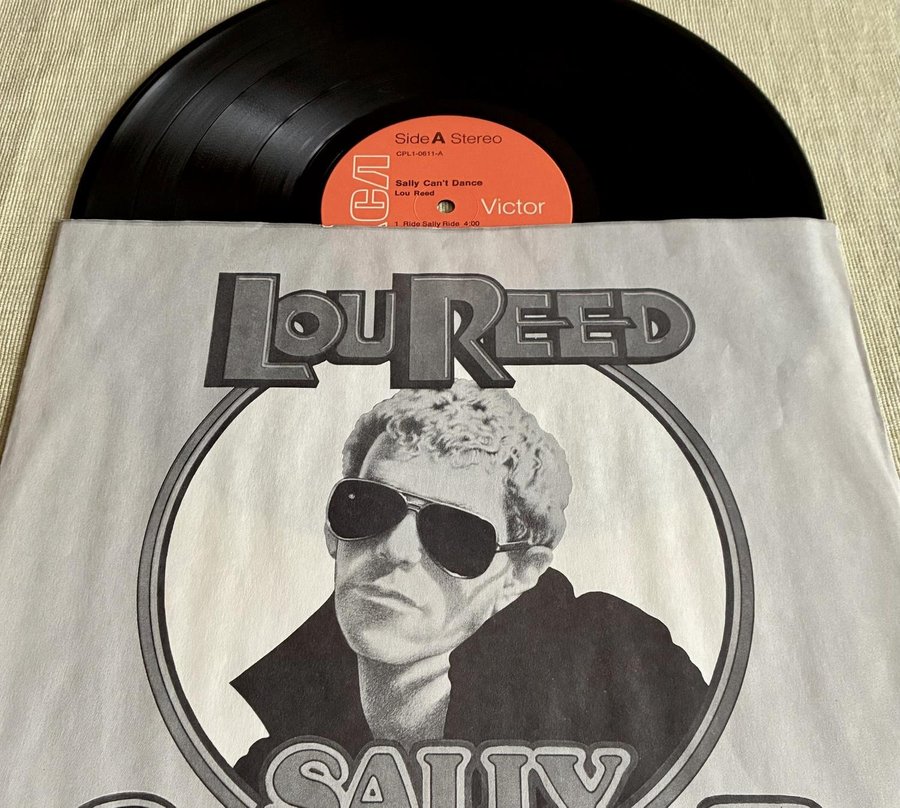 Side A Stereo
CPL1-0611-A
Sally Can't Dance
Lou Reed
RCA
Victor
1 Ride Sally Ride 4:00
LOU REED
SALLY